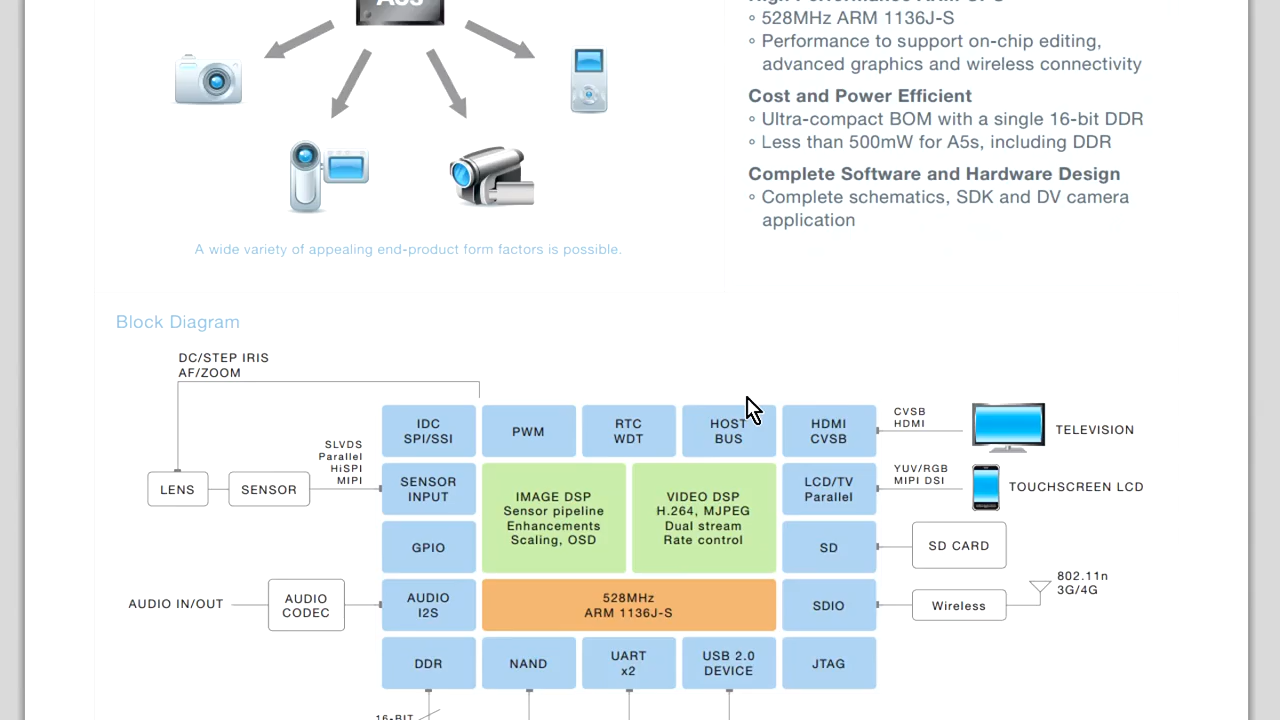 A5s
528MHz ARM 1136J-S
Performance to support on-chip editing,
advanced graphics and wireless connectivity
Cost and Power Efficient
Ultra-compact BOM with a single 16-bit DDR
Less than 500mW for A5s, including DDR
Complete Software and Hardware Design
Complete schematics, SDK and DV camera
application
A wide variety of appealing end-product form factors is possible.
Block Diagram
DC/STEP IRIS
AF/ZOOM
LENS
SENSOR
SLVDS
Parallel
HiSPI
MIPI
AUDIO IN/OUT
AUDIO
CODEC
IDC
SPI/SSI
PWM
RTC
WDT
HOST
BUS
HDMI
CVSB
SENSOR
INPUT
IMAGE DSP
Sensor pipeline
Enhancements
Scaling, OSD
VIDEO DSP
H.264, MJPEG
Dual stream
Rate control
LCD/TV
Parallel
GPIO
SD
AUDIO
I2S
528MHz
ARM 1136J-S
SDIO
DDR
NAND
UART
x2
USB 2.0
DEVICE
JTAG
CVSB
HDMI
TELEVISION
YUV/RGB
MIPI DSI
TOUCHSCREEN LCD
SD CARD
Wireless
802.11n
3G/4G
16-BIT